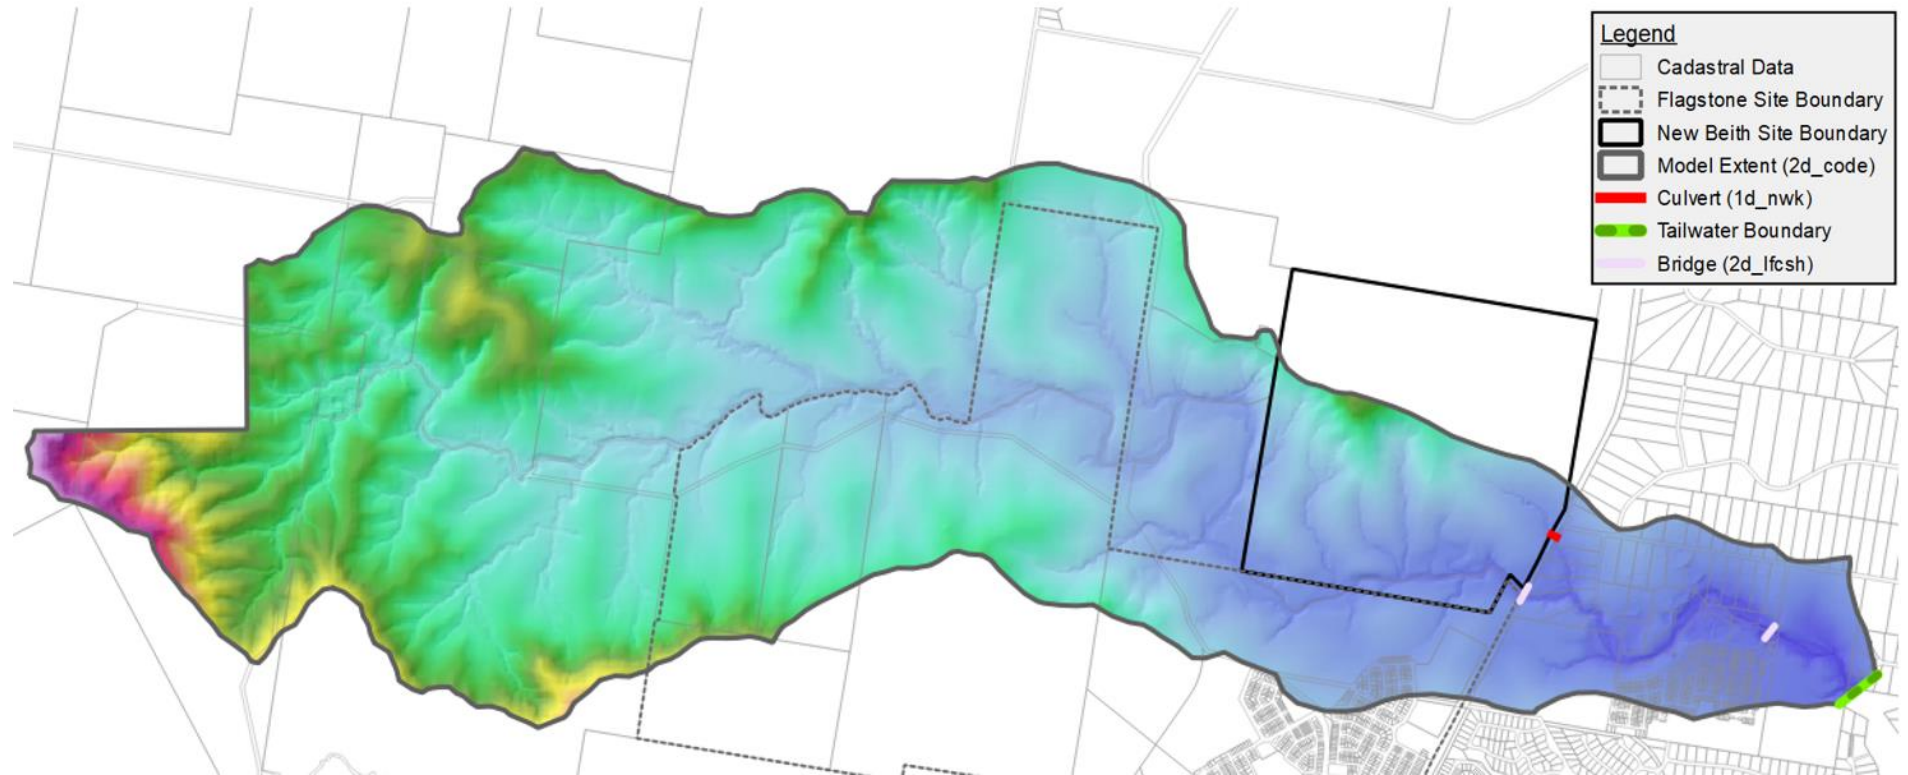 Legend
Cadastral Data
Flagstone Site Boundary
New Beith Site Boundary
Model Extent (2d_code)
Culvert (1d_nwk)
Tailwater Boundary
Bridge (2d_lfcsh)